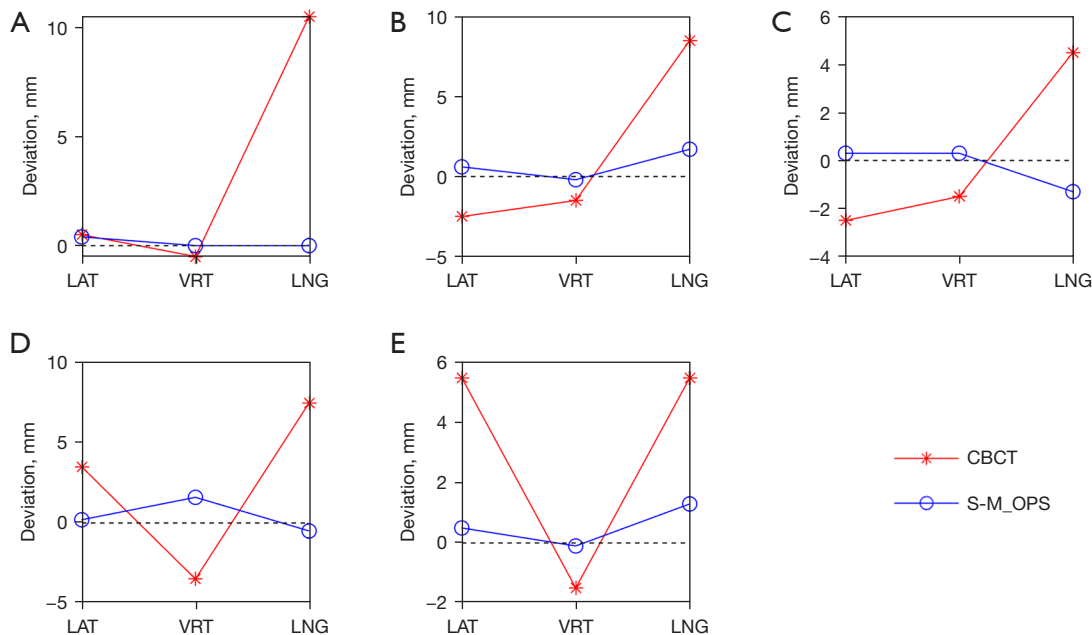 A
Deviation, mm
10
5
0
LAT
VRT
LNG
B
Deviation, mm
10
5
0
−5
LAT
VRT
LNG
C
Deviation, mm
6
4
2
0
−2
−4
LAT
VRT
LNG
D
Deviation, mm
10
5
0
−5
LAT
VRT
LNG
E
Deviation, mm
6
4
2
0
−2
LAT
VRT
LNG
CBCT
S-M_OPS